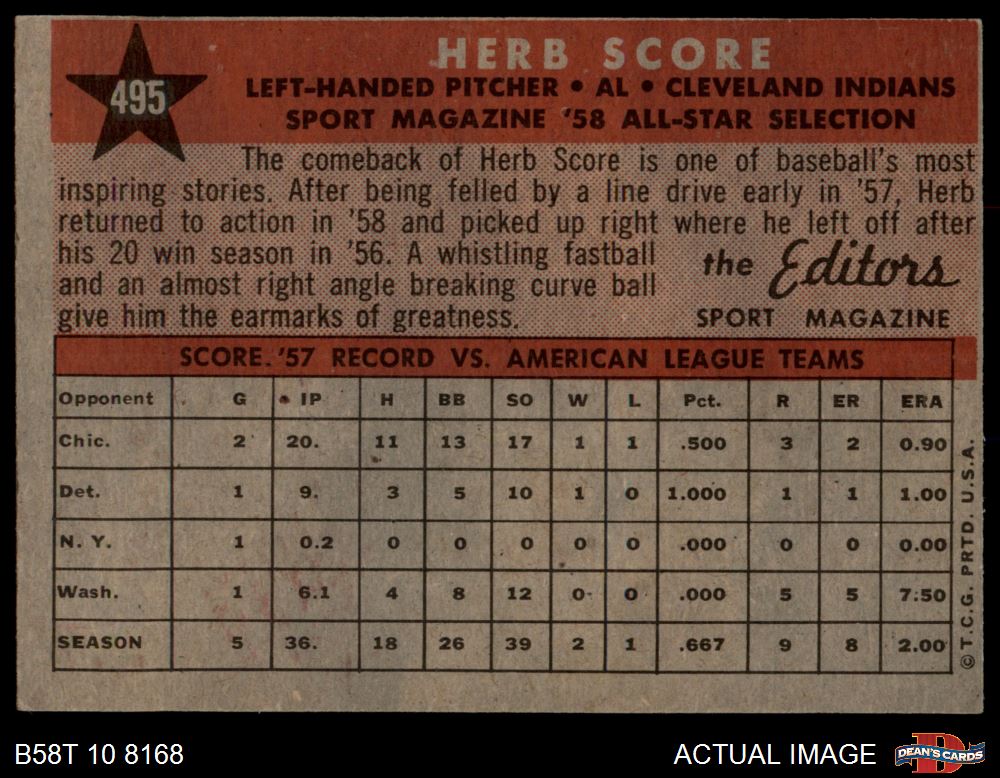 HERB SCORE
495
LEFT-HANDED PITCHER • AL • CLEVELAND INDIANS
SPORT MAGAZINE '58 ALL-STAR SELECTION
The comeback of Herb Score is one of baseball's most
inspiring stories. After being felled by a line drive early in '57, Herb
returned to action in '58 and picked up right where he left off after
his 20 win season in '56. A whistling fastball
and an almost right angle breaking curve ball
give him the earmarks of greatness.
the Editors
SPORT MAGAZINE
SCORE '57 RECORD VS. AMERICAN LEAGUE TEAMS
Opponent G IP H BB SO W L Pct. R ER ERA
Chic. 2 20. 11 13 17 1 1 .500 3 2 0.90
Det. 1 9. 3 5 10 1 0 1.000 1 1 1.00
N. Y. 1 0.2 0 0 0 0 0 .000 0 0 0.00
Wash. 1 6.1 4 8 12 0 0 .000 5 5 7.50
SEASON 5 36. 18 26 39 2 1 .667 9 8 2.00
© T.C.G. PRTD. U.S.A.
B58T 10 8168
ACTUAL IMAGE
DEAN'S CARDS